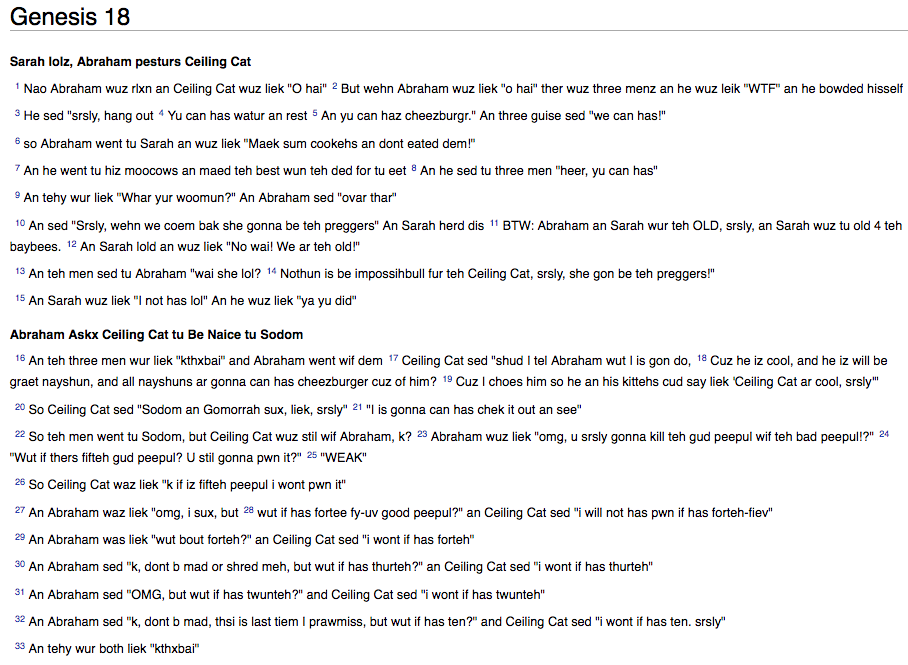 Genesis 18
Sarah lolz, Abraham pesturs Ceiling Cat
1 Nao Abraham wuz rlxn an Ceiling Cat wuz liek "O hai" 2 But wehn Abraham wuz liek "o hai" ther wuz three menz an he wuz leik "WTF" an he bowded hisself
3 He sed "srsly, hang out 4 Yu can has watur an rest 5 An yu can haz cheezburgr." An three guise sed "we can has!"
6 so Abraham went tu Sarah an wuz liek "Maek sum cookehs an dont eated dem!"
7 An he went tu hiz moocows an maed teh best wun teh ded for tu eet 8 An he sed tu three men "heer, yu can has"
9 An tehy wur liek "Whar yur woomun?" An Abraham sed "ovar thar"
10 An sed "Srsly, wehn we coem bak she gonna be teh preggers" An Sarah herd dis 11 BTW: Abraham an Sarah wur teh OLD, srsly, an Sarah wuz tu old 4 teh
baybees. 12 An Sarah lold an wuz liek "No wai! We ar teh old!"
13 An teh men sed tu Abraham "wai she lol? 14 Nothun is be impossihbull fur teh Ceiling Cat, srsly, she gon be teh preggers!"
15 An Sarah wuz liek "I not has lol" An he wuz liek "ya yu did"
Abraham Askx Ceiling Cat tu Be Naice tu Sodom
16 An teh three men wur liek "kthxbai" and Abraham went wif dem 17 Ceiling Cat sed "shud I tel Abraham wut I is gon do, 18 Cuz he iz cool, and he iz will be
graet nayshun, and all nayshuns ar gonna can has cheezburger cuz of him? 19 Cuz I choes him so he an his kittehs cud say liek 'Ceiling Cat ar cool, srsly'"
20 So Ceiling Cat sed "Sodom an Gomorrah sux, liek, srsly" 21 "I is gonna can has chek it out an see"
22 So teh men went tu Sodom, but Ceiling Cat wuz stil wif Abraham, k? 23 Abraham wuz liek "omg, u srsly gonna kill teh gud peepul wif teh bad peepul!?" 24
"Wut if thers fifteh gud peepul? U stil gonna pwn it?" 25 "WEAK"
26 So Ceiling Cat waz liek "k if iz fifteh peepul i wont pwn it"
27 An Abraham waz liek "omg, i sux, but 28 wut if has fortee fy-uv good peepul?" an Ceiling Cat sed "i will not has pwn if has forteh-fiev"
29 An Abraham was liek "wut bout forteh?" an Ceiling Cat sed "i wont if has forteh"
30 An Abraham sed "k, dont b mad or shred meh, but wut if has thurteh?" an Ceiling Cat sed "i wont if has thurteh"
31 An Abraham sed "OMG, but wut if has twunteh?" and Ceiling Cat sed "i wont if has twunteh"
32 An Abraham sed "k, dont b mad, thsi is last tiem I prawmiss, but wut if has ten?" and Ceiling Cat sed "i wont if has ten. srsly"
33 An tehy wur both liek "kthxbai"